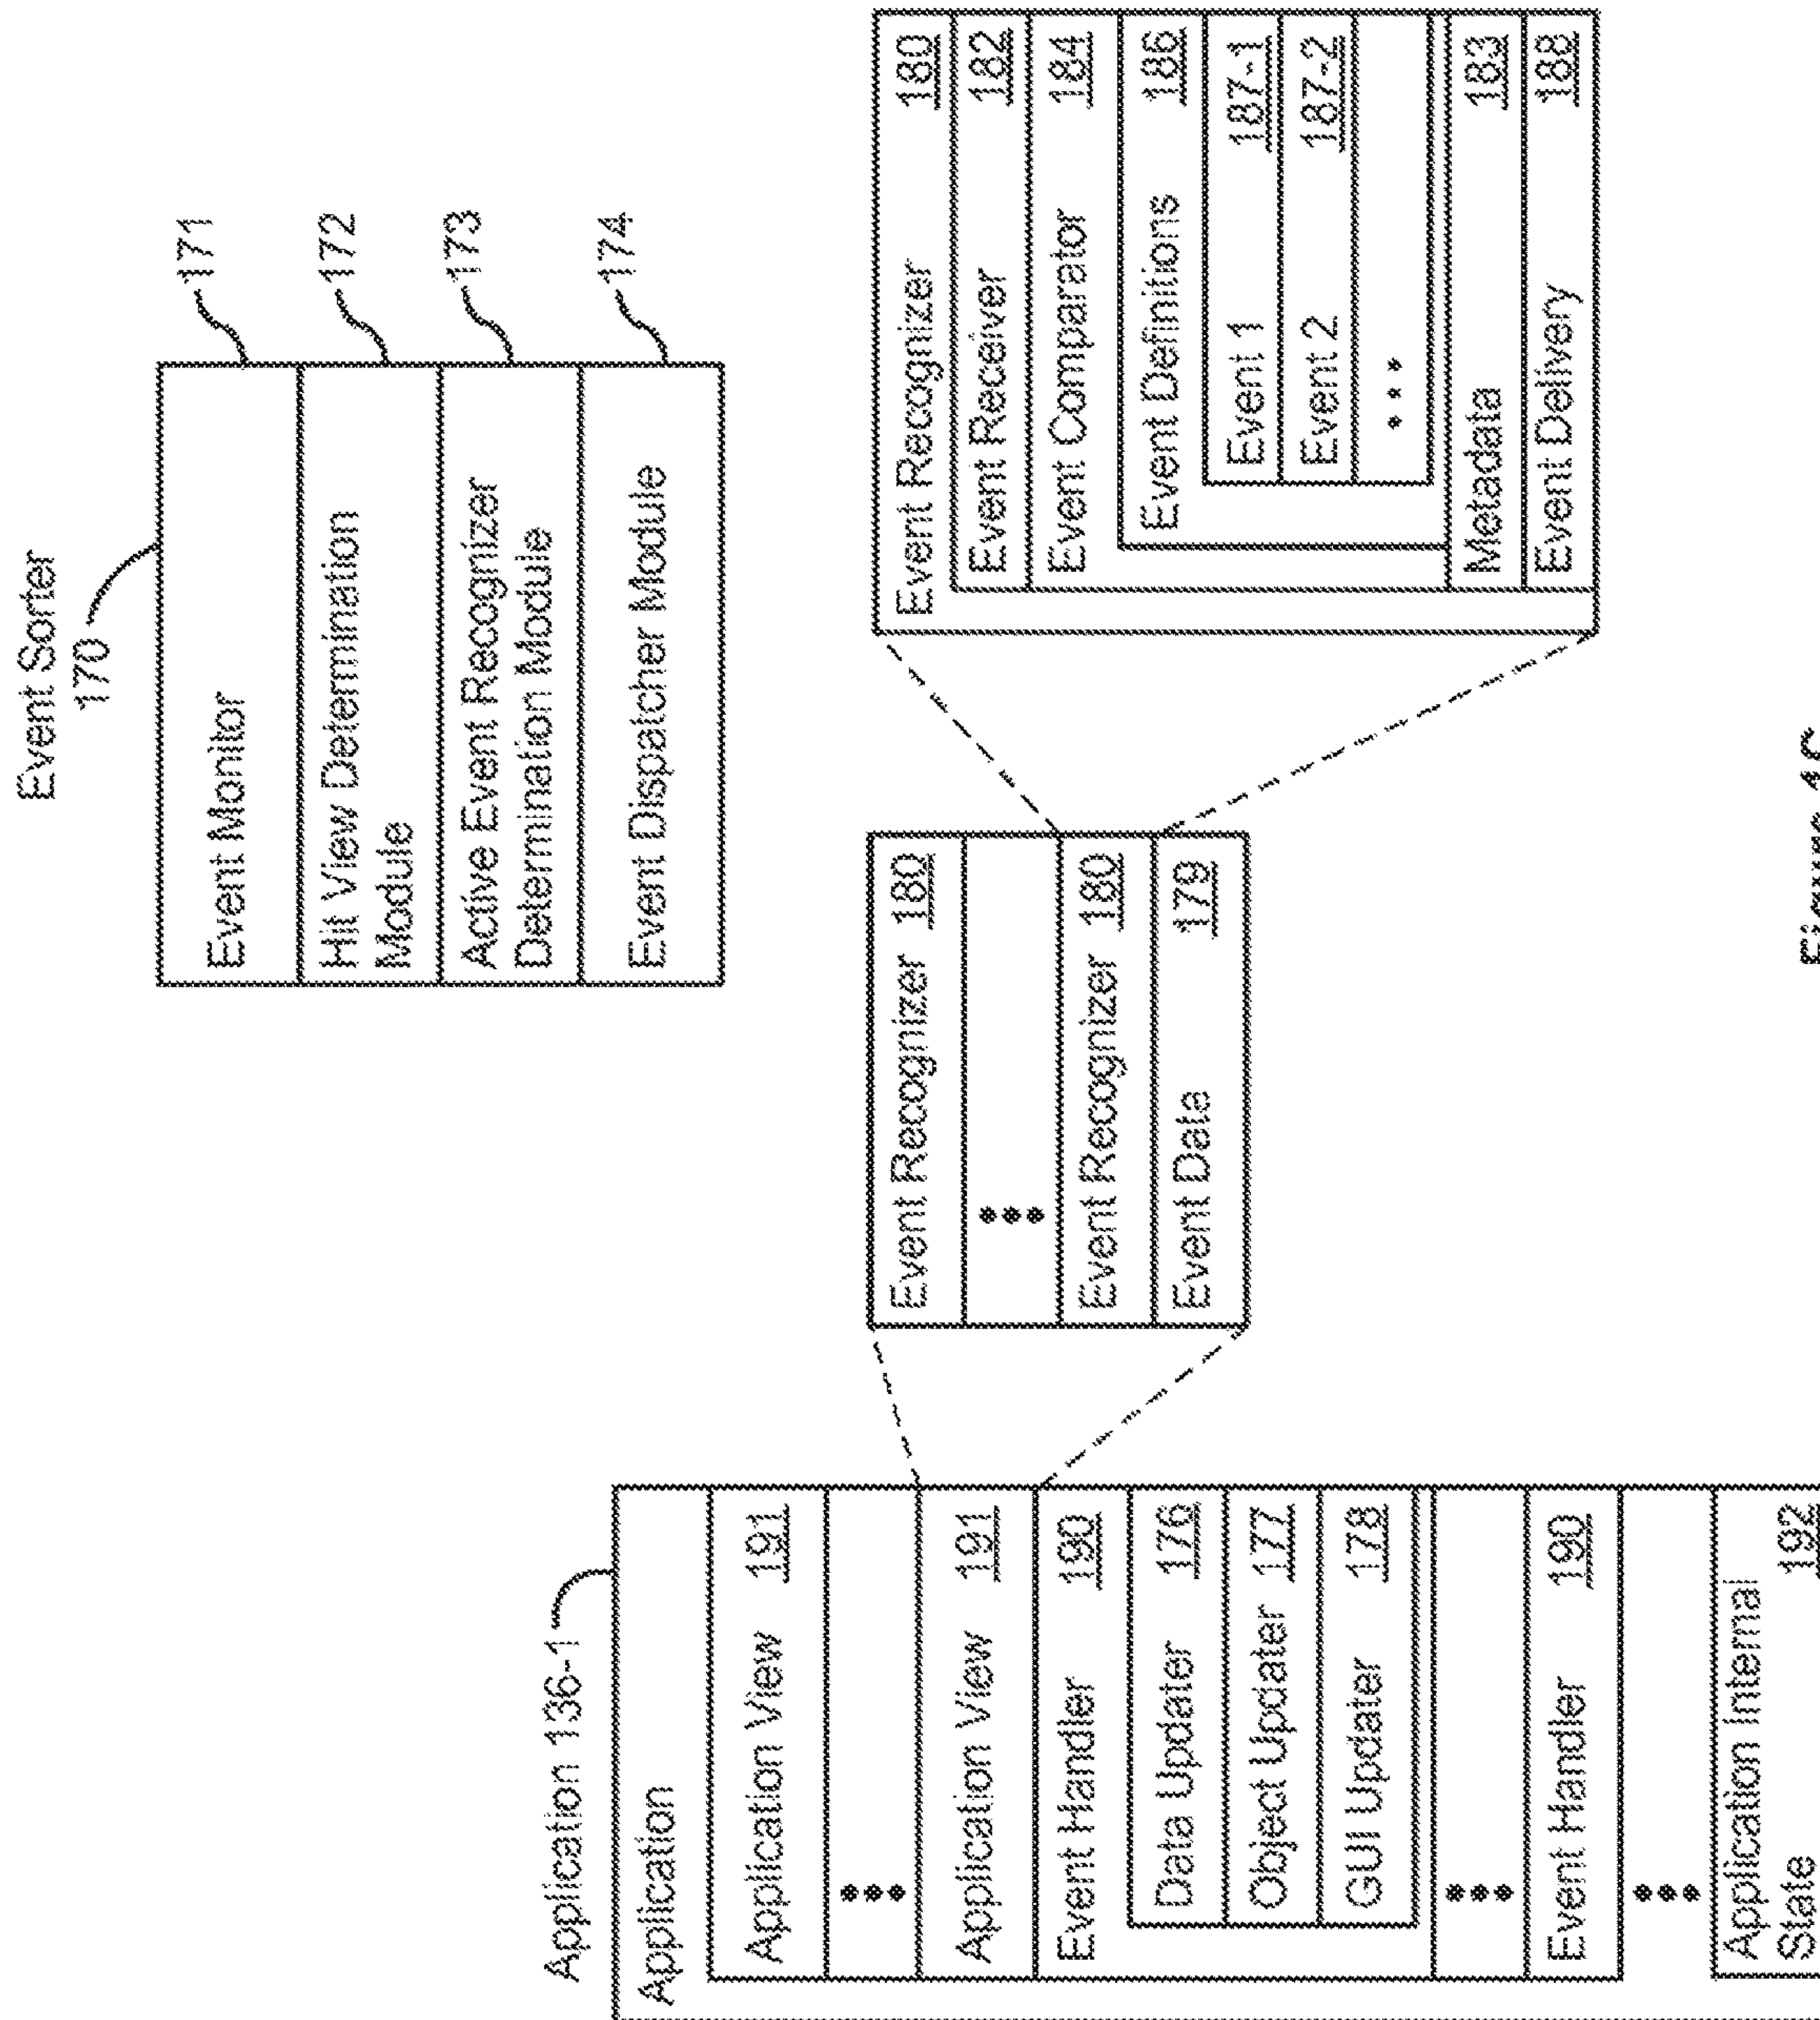 Event Sorter
170
Event Monitor
171
Hit View Determination
Module
172
Active Event Recognizer
Determination Module
173
Event Dispatcher Module
174
Application 136-1
Application
Application View 191
•••
Application View 191
Event Handler 190
Data Updater 176
Object Updater 177
GUI Updater 178
•••
Event Handler 190
•••
Application Internal
State 192
Event Recognizer 180
•••
Event Recognizer 180
Event Data 179
Event Recognizer 180
Event Receiver 182
Event Comparator 184
Event Definitions 186
Event 1 187-1
Event 2 187-2
•••
Metadata 183
Event Delivery 188